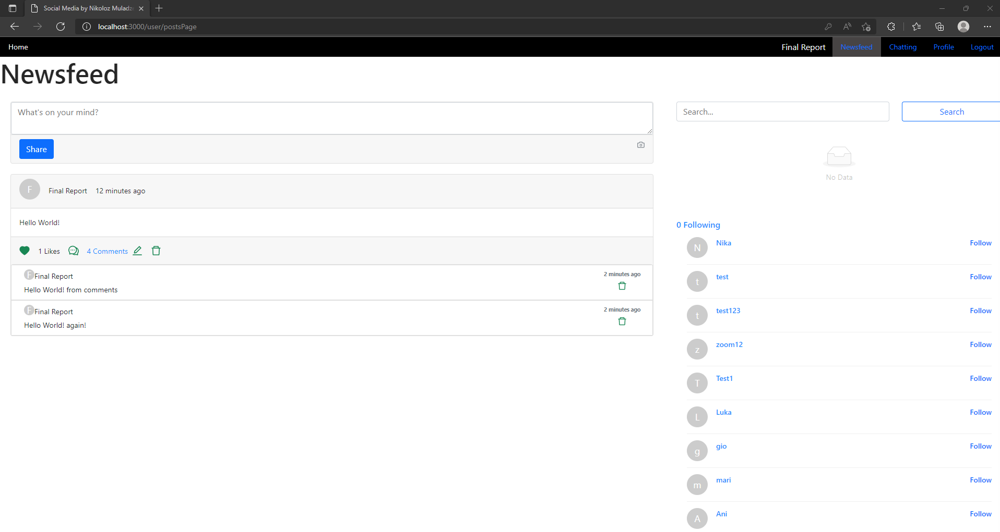 Social Media by Nikoloz Muladze
localhost:3000/user/postsPage
Home
Final Report
Newsfeed
Chatting
Profile
Logout
Newsfeed
What's on your mind?
Share
F
Final Report 12 minutes ago
Hello World!
1 Likes 4 Comments
F Final Report
2 minutes ago
Hello World! from comments
F Final Report
2 minutes ago
Hello World! again!
Search...
Search
No Data
0 Following
N Nika Follow
t test Follow
t test123 Follow
z zoom12 Follow
T Test1 Follow
L Luka Follow
g gio Follow
m mari Follow
A Ani Follow